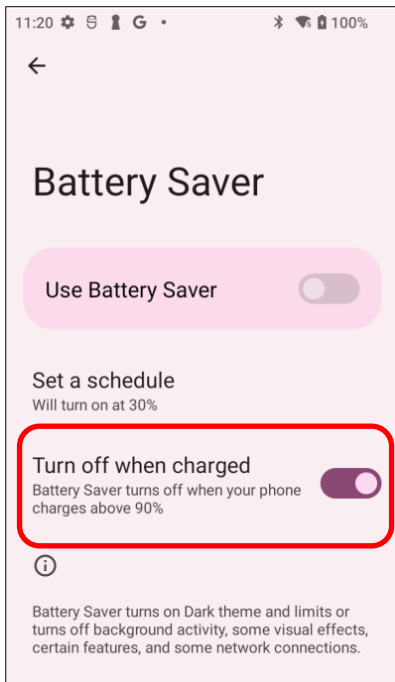 11:20 G • 100%
Battery Saver
Use Battery Saver
Set a schedule
Will turn on at 30%
Turn off when charged
Battery Saver turns off when your phone
charges above 90%
Battery Saver turns on Dark theme and limits or
turns off background activity, some visual effects,
certain features, and some network connections.